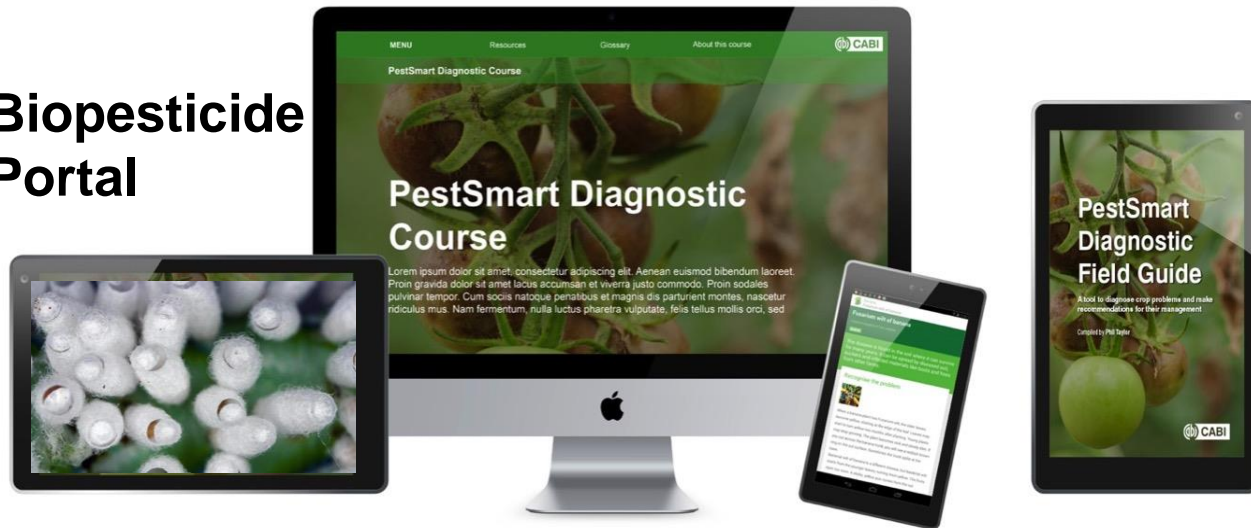 Biopesticide
Portal
MENU Resources Glossary About this course CABI
PestSmart Diagnostic Course
PestSmart Diagnostic
Course
Lorem ipsum dolor sit amet, consectetur adipiscing elit. Aenean euismod bibendum laoreet.
Proin gravida dolor sit amet lacus accumsan et viverra justo commodo. Proin sodales
pulvinar tempor. Cum sociis natoque penatibus et magnis dis parturient montes, nascetur
ridiculus mus. Nam fermentum, nulla luctus pharetra vulputate, felis tellus mollis orci, sed
Fusarium wilt of banana
Recognise the problem
PestSmart
Diagnostic
Field Guide
A tool to diagnose crop problems and make
recommendations for their management
Compiled by Phil Taylor
CABI